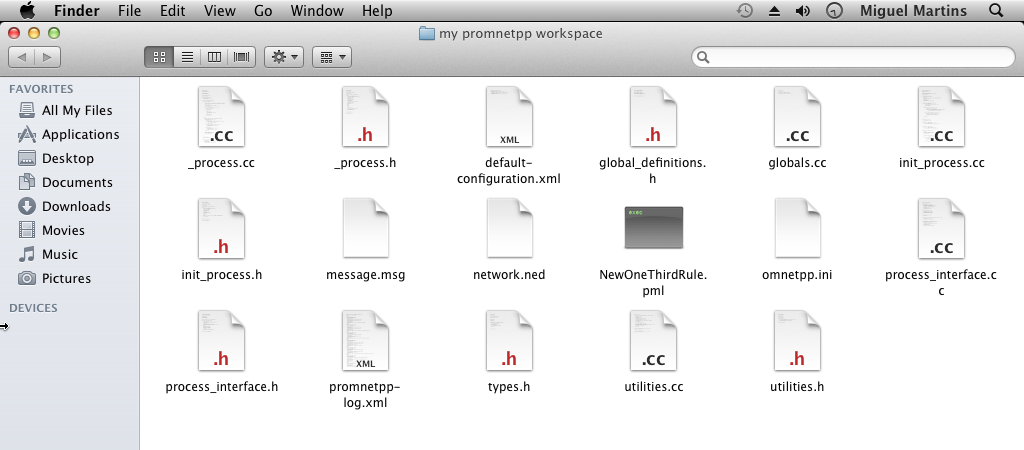 Finder File Edit View Go Window Help Miguel Martins
my promnetpp workspace
FAVORITES
All My Files
Applications
Desktop
Documents
Downloads
Movies
Music
Pictures
DEVICES
.cc .h XML .h .cc .cc
_process.cc _process.h default- global_definitions. globals.cc init_process.cc
configuration.xml h
.h exec .cc
init_process.h message.msg network.ned NewOneThirdRule. omnetpp.ini process_interface.c
pml c
.h XML .h .cc .h
process_interface.h promnetpp- types.h utilities.cc utilities.h
log.xml